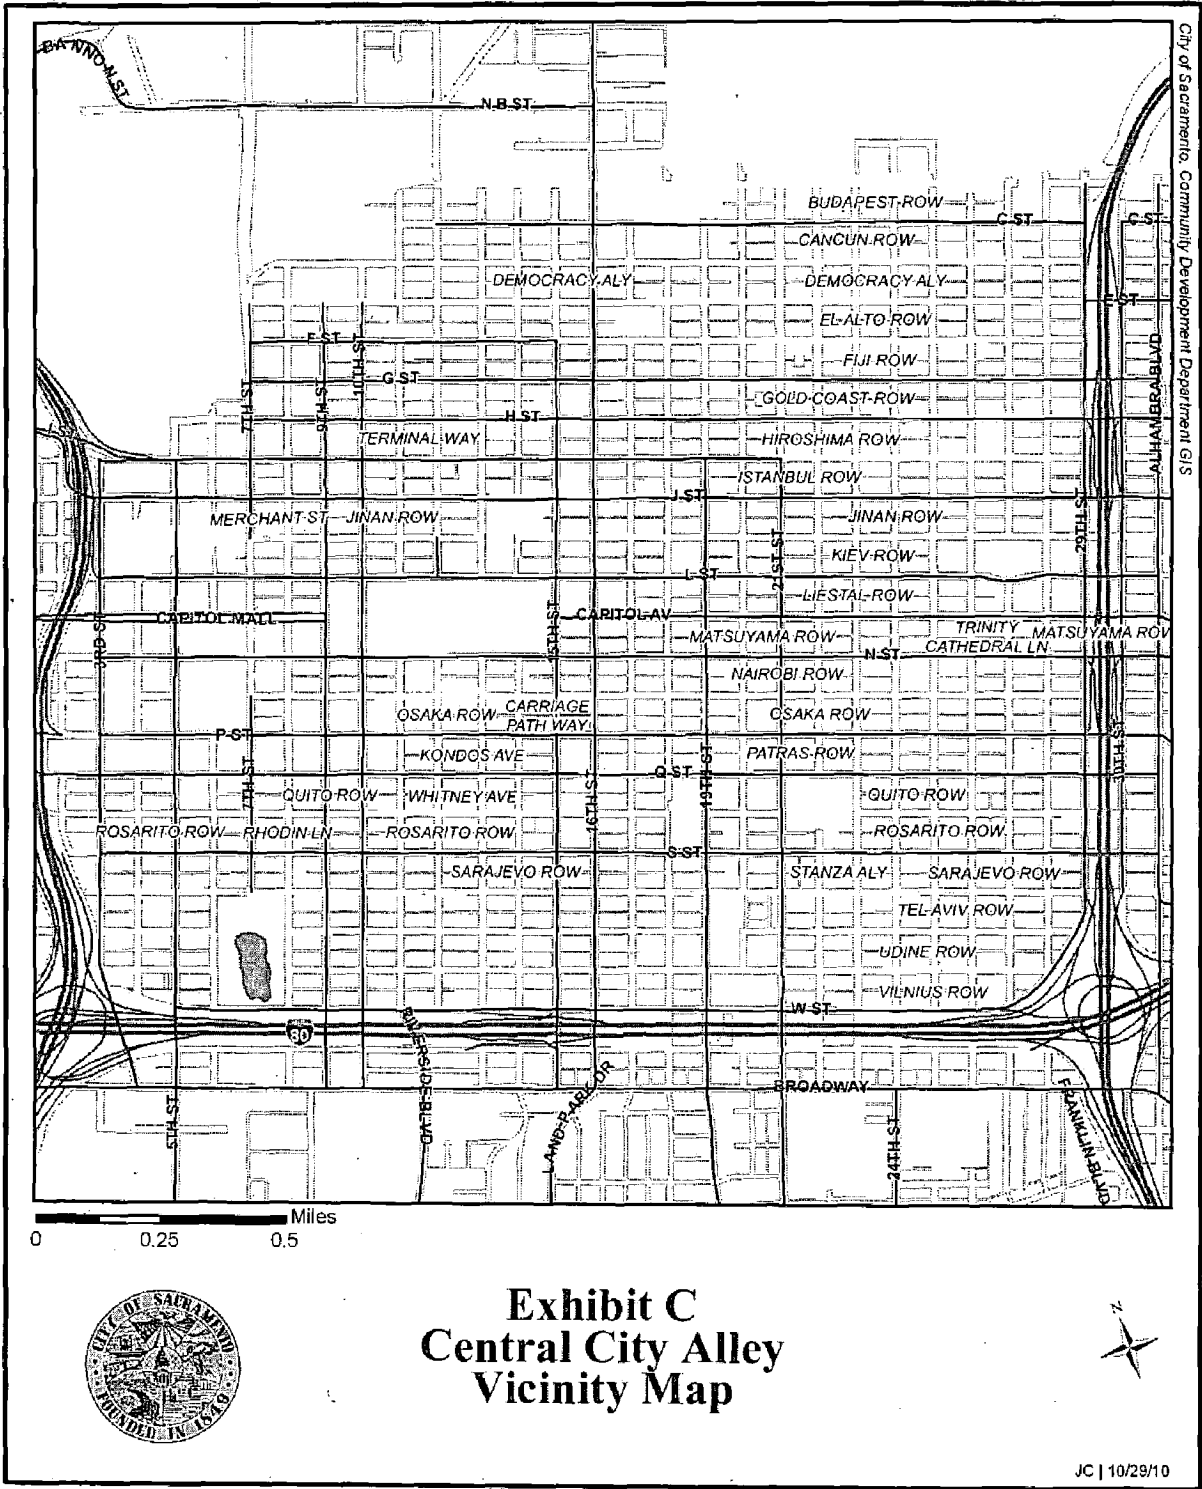 City of Sacramento, Community Development Department GIS
BANNON ST
N B ST
BUDAPEST ROW
C ST
C ST
CANCUN ROW
DEMOCRACY ALY
DEMOCRACY ALY
E ST
EL ALTO ROW
F ST
10TH ST
FIJI ROW
G ST
7TH ST
9TH ST
GOLD COAST ROW
H ST
ALHAMBRA BLVD
TERMINAL WAY
HIROSHIMA ROW
ISTANBUL ROW
J ST
MERCHANT ST
JINAN ROW
JINAN ROW
29TH ST
KIEV ROW
21ST ST
L ST
LIESTAL ROW
CAPITOL MALL
CAPITOL AV
3RD ST
15TH ST
MATSUYAMA ROW
TRINITY
CATHEDRAL LN
MATSUYAMA ROW
N ST
NAIROBI ROW
OSAKA ROW
CARRIAGE
PATH WAY
OSAKA ROW
P ST
30TH ST
KONDOS AVE
PATRAS ROW
Q ST
7TH ST
19TH ST
16TH ST
QUITO ROW
WHITNEY AVE
QUITO ROW
ROSARITO ROW
RHODIN LN
ROSARITO ROW
ROSARITO ROW
S ST
SARAJEVO ROW
STANZA ALY
SARAJEVO ROW
TEL AVIV ROW
UDINE ROW
VILNIUS ROW
W ST
80
RIVERSIDE BLVD
BROADWAY
LAND PARK DR
5TH ST
24TH ST
FRANKLIN BLVD
Miles
0 0.25 0.5
CITY OF SACRAMENTO
FOUNDED IN 1849
Exhibit C
Central City Alley
Vicinity Map
N
JC | 10/29/10